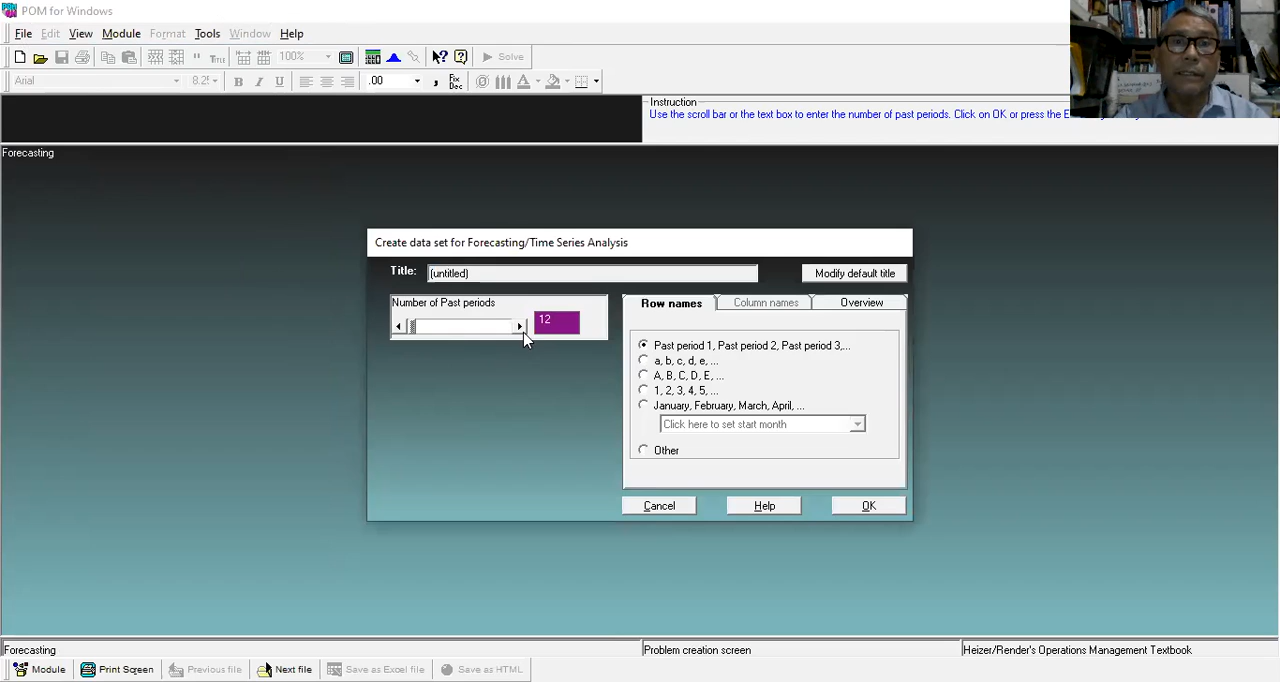 POM for Windows
File Edit View Module Format Tools Window Help
100% Solve
Arial 8.2 B I U .00 , Fix Dec A
Instruction
Use the scroll bar or the text box to enter the number of past periods. Click on OK or press the E
Forecasting
Create data set for Forecasting/Time Series Analysis
Title: (untitled) Modify default title
Number of Past periods
12
Row names Column names Overview
Past period 1, Past period 2, Past period 3,...
a, b, c, d, e, ...
A, B, C, D, E, ...
1, 2, 3, 4, 5, ...
January, February, March, April, ...
Click here to set start month
Other
Cancel Help OK
Forecasting Problem creation screen Heizer/Render's Operations Management Textbook
Module Print Screen Previous file Next file Save as Excel file Save as HTML